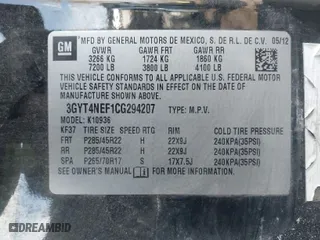 GM
MFD BY GENERAL MOTORS DE MEXICO, S. DE R.L. DE C.V. 05/12
GVWR GAWR FRT GAWR RR
3266 KG 1724 KG 1860 KG
7200 LB 3800 LB 4100 LB
THIS VEHICLE CONFORMS TO ALL APPLICABLE U.S. FEDERAL MOTOR VEHICLE SAFETY AND THEFT PREVENTION STANDARDS IN EFFECT ON THE DATE OF MANUFACTURE SHOWN ABOVE.
3GYT4NEF1CG294207 TYPE: M.P.V.
MODEL: K10936
KF37 TIRE SIZE SPEED RTG RIM COLD TIRE PRESSURE
FRT P285/45R22 H 22X9J 240KPA(35PSI)
RR P285/45R22 H 22X9J 240KPA(35PSI)
SPA P265/70R17 S 17X7.5J 240KPA(35PSI)
SEE OWNER'S MANUAL FOR ADDITIONAL INFORMATION.